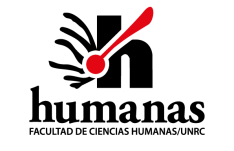 h
humanas
FACULTAD DE CIENCIAS HUMANAS/UNRC